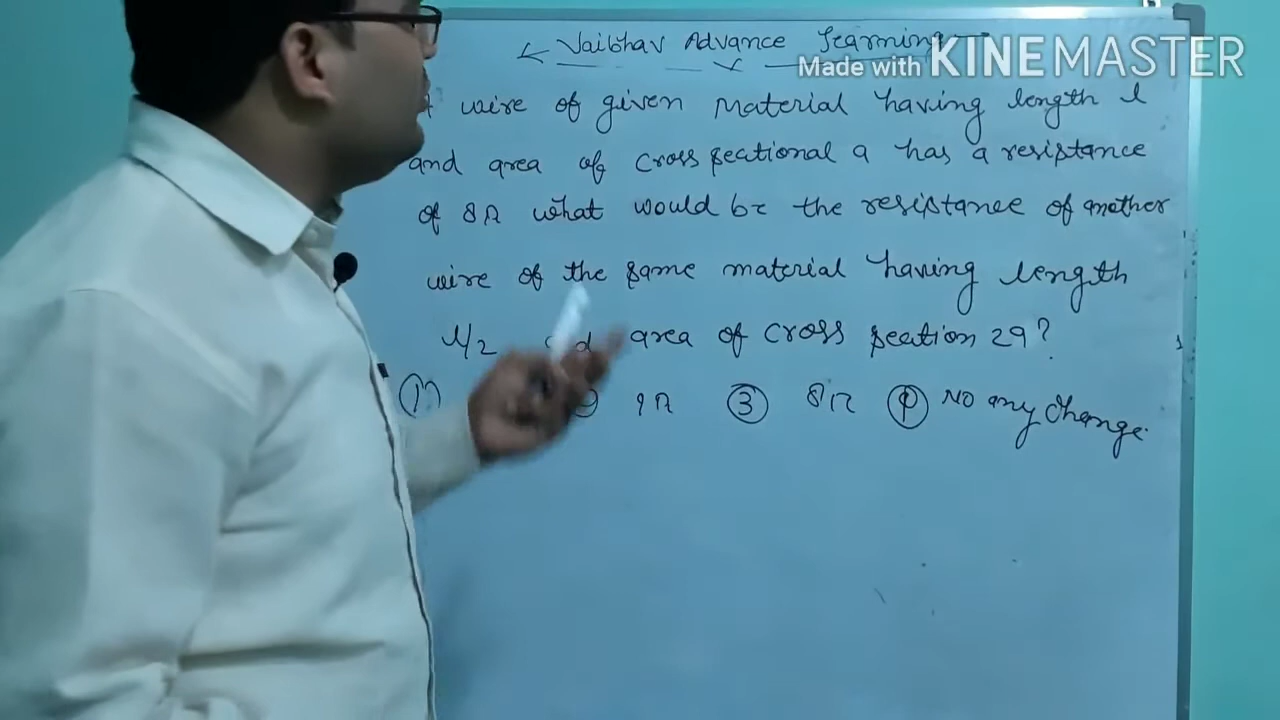 Vaibhav Advance Learning
Made with KINEMASTER
wire of given material having length l
and area of cross sectional a has a resistance
of 8Ω what would be the resistance of another
wire of the same material having length
l/2 area of cross section 2a?
① ② 9Ω ③ 8Ω ④ No any change.